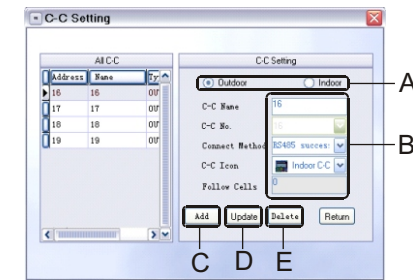 C-C Setting
All C-C
Address Name Ty
16 16 OU
17 17 OU
18 18 OU
19 19 OU
C-C Setting
Outdoor Indoor
C-C Name 16
C-C No. 16
Connect Method RS485 succes:
C-C Icon Indoor C-C
Follow Cells 0
Add Update Delete Return
A
B
C D E